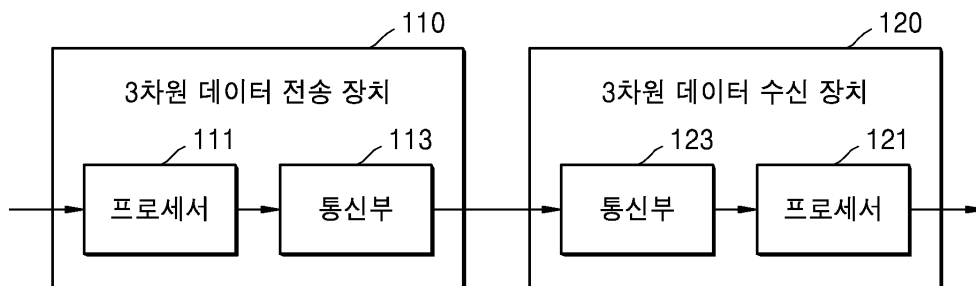 110
120
3차원 데이터 전송 장치
3차원 데이터 수신 장치
111
113
123
121
프로세서
통신부
통신부
프로세서